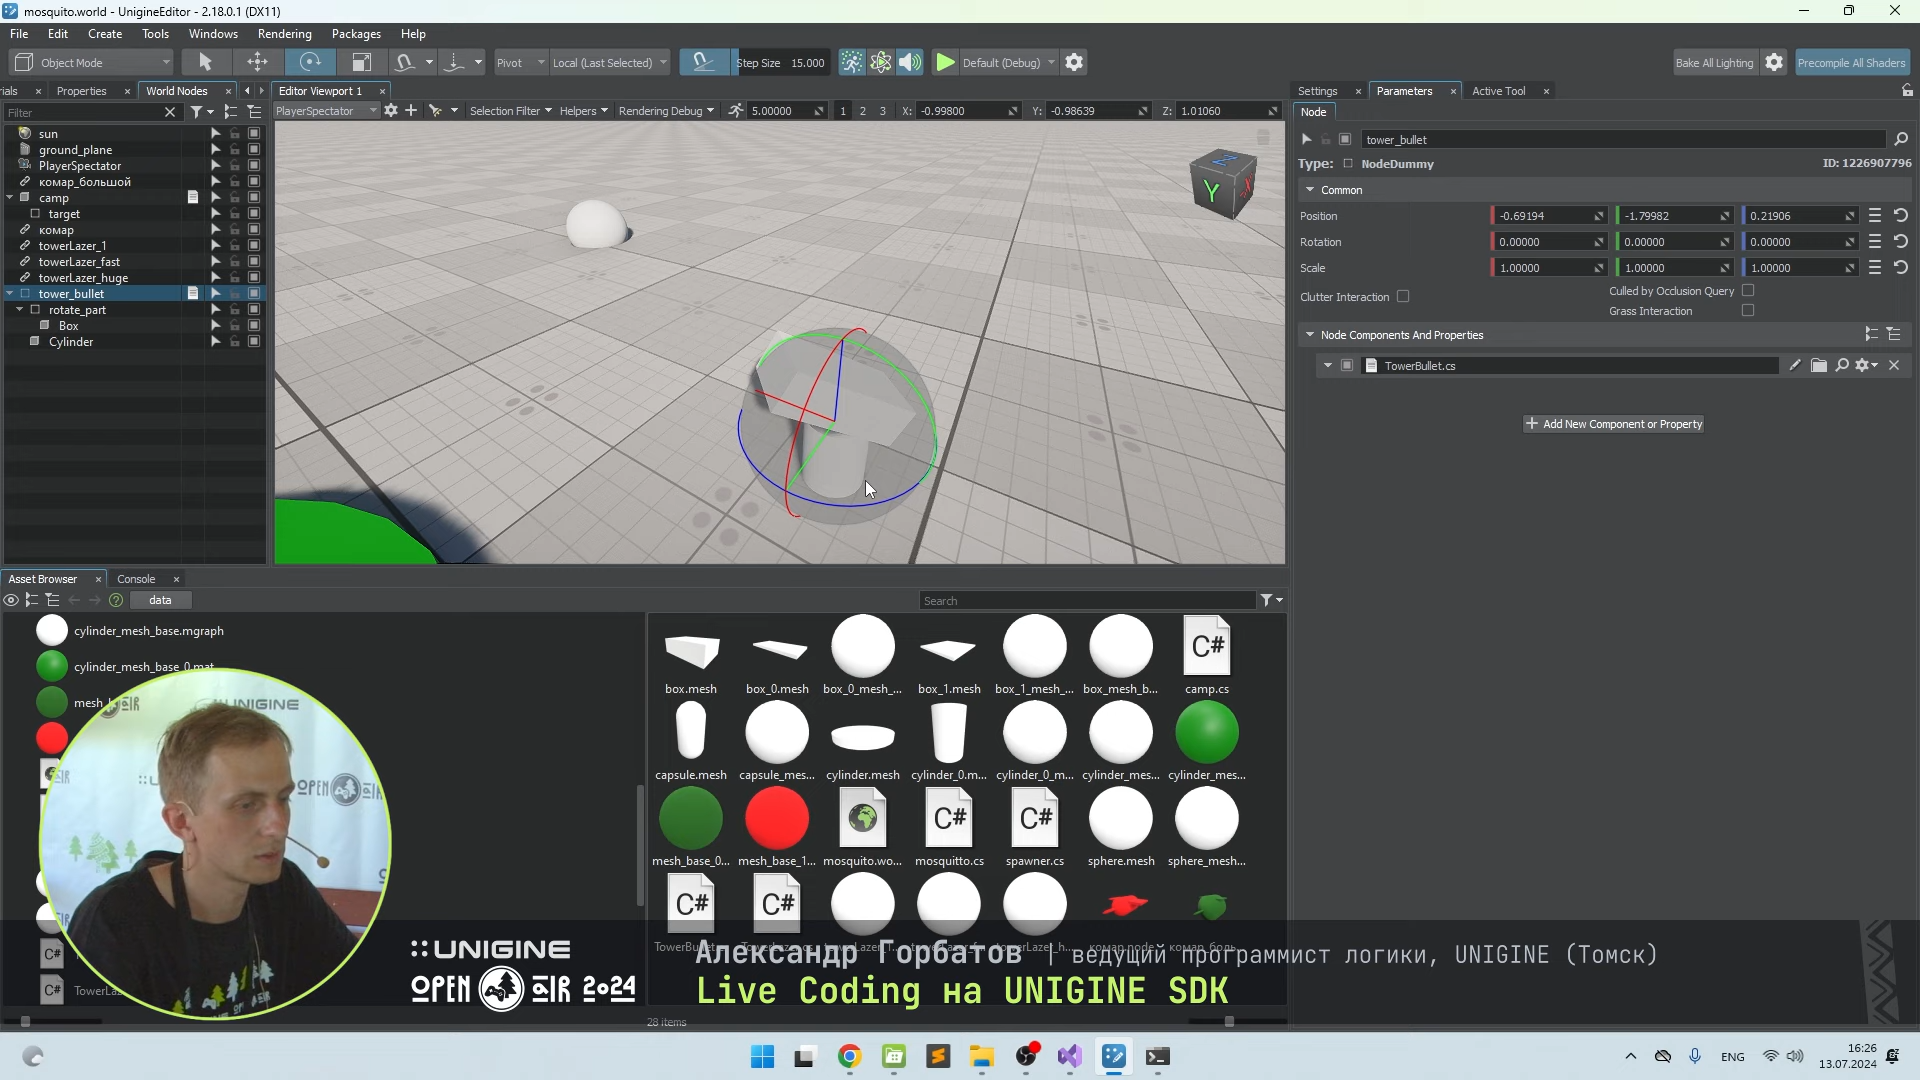 mosquito.world - UnigineEditor - 2.18.0.1 (DX11)
File Edit Create Tools Windows Rendering Packages Help
Object Mode
Pivot
Local (Last Selected)
Step Size 15.000
Default (Debug)
Bake All Lighting
Precompile All Shaders
ials
Properties
World Nodes
Editor Viewport 1
Settings
Parameters
Active Tool
Filter
PlayerSpectator
Selection Filter
Helpers
Rendering Debug
5.00000
1 2 3
X: -0.99800
Y: -0.98639
Z: 1.01060
Node
sun
ground_plane
PlayerSpectator
комар_большой
camp
target
комар
towerLazer_1
towerLazer_fast
towerLazer_huge
tower_bullet
rotate_part
Box
Cylinder
Z
Y
X
tower_bullet
Type: NodeDummy
ID: 1226907796
Common
Position -0.69194 -1.79982 0.21906
Rotation 0.00000 0.00000 0.00000
Scale 1.00000 1.00000 1.00000
Clutter Interaction
Culled by Occlusion Query
Grass Interaction
Node Components And Properties
TowerBullet.cs
Add New Component or Property
Asset Browser
Console
data
Search
cylinder_mesh_base.mgraph
cylinder_mesh_base_0.mat
mesh_b
C#
C# TowerLaz
box.mesh box_0.mesh box_0_mesh_... box_1.mesh box_1_mesh_... box_mesh_b... camp.cs
capsule.mesh capsule_mes... cylinder.mesh cylinder_0.m... cylinder_0_m... cylinder_mes... cylinder_mes...
mesh_base_0... mesh_base_1... mosquito.wo... mosquitto.cs spawner.cs sphere.mesh sphere_mesh...
C# C# C# C# C#
28 items
UNIGINE
OPEN AIR
UNIGINE
OPEN AIR 2024
Александр Горбатов | ведущий программист логики, UNIGINE (Томск)
Live Coding на UNIGINE SDK
ENG
16:26
13.07.2024